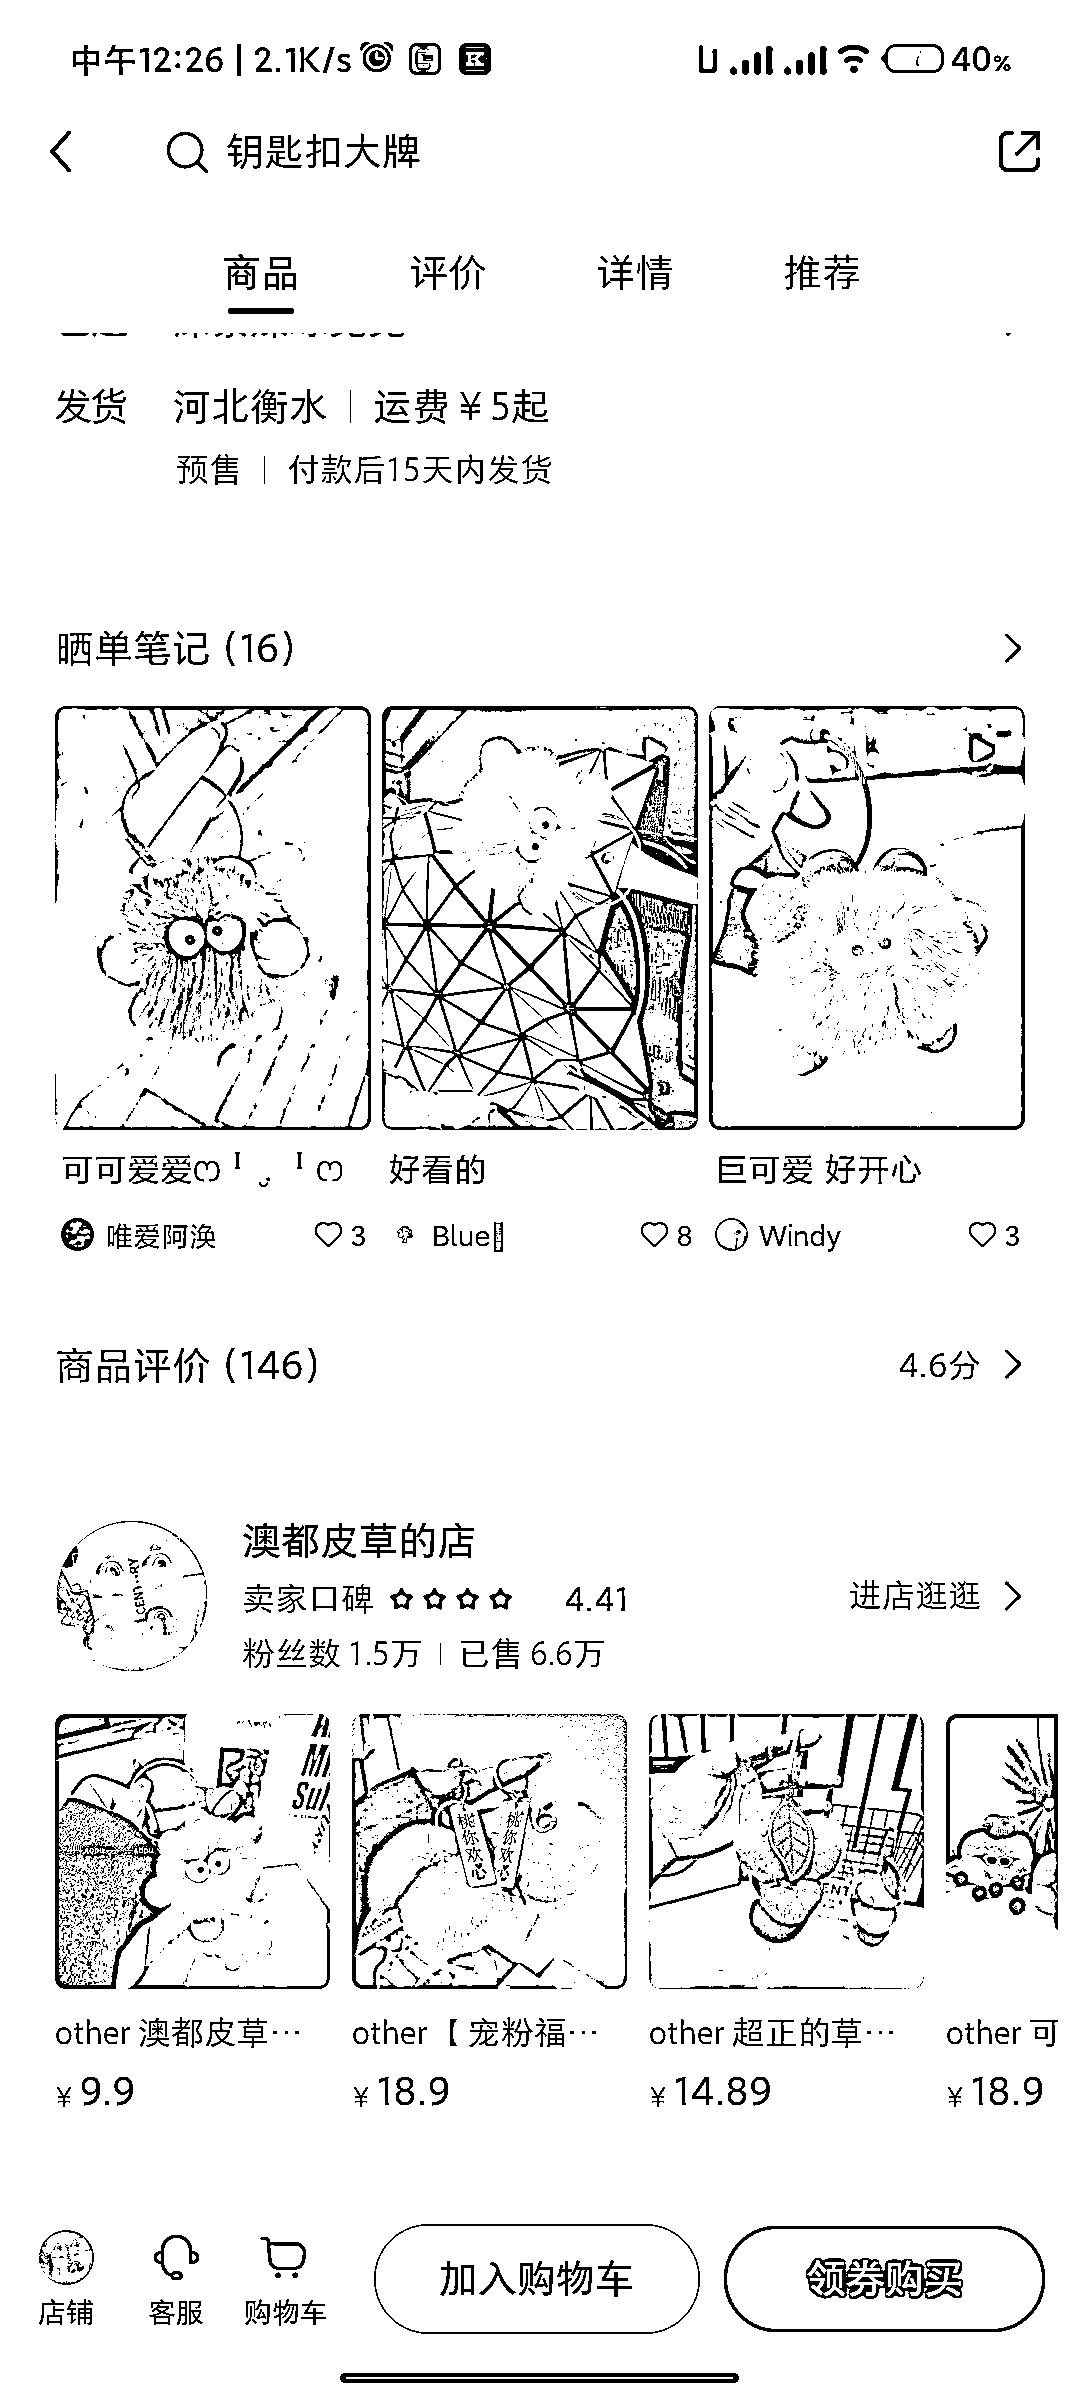 中午12:26 | 2.1K/s 40%
钥匙扣大牌
商品 评价 详情 推荐
发货 河北衡水 | 运费 ¥ 5起
预售 | 付款后15天内发货
晒单笔记 (16)
可可爱爱ෆ ᴵ ᵕ ᴵ ෆ 好看的 巨可爱 好开心
唯爱阿涣 3 Blue 8 Windy 3
商品评价 (146) 4.6分
澳都皮草的店
卖家口碑 4.41 进店逛逛
粉丝数 1.5万 | 已售 6.6万
other 澳都皮草… other【 宠粉福… other 超正的草… other 可
¥ 9.9 ¥ 18.9 ¥ 14.89 ¥ 18.9
店铺 客服 购物车 加入购物车 领券购买